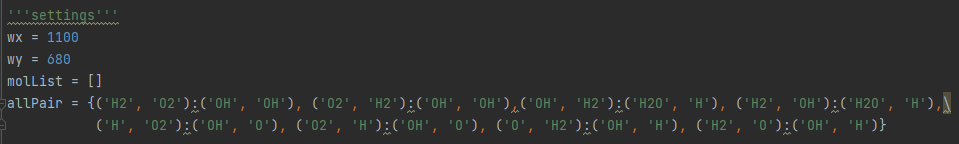 '''settings'''
wx = 1100
wy = 680
molList = []
allPair = {('H2', 'O2'):('OH', 'OH'), ('O2', 'H2'):('OH', 'OH'),('OH', 'H2'):('H2O', 'H'), ('H2', 'OH'):('H2O', 'H'),\
('H', 'O2'):('OH', 'O'), ('O2', 'H'):('OH', 'O'), ('O', 'H2'):('OH', 'H'), ('H2', 'O'):('OH', 'H')}